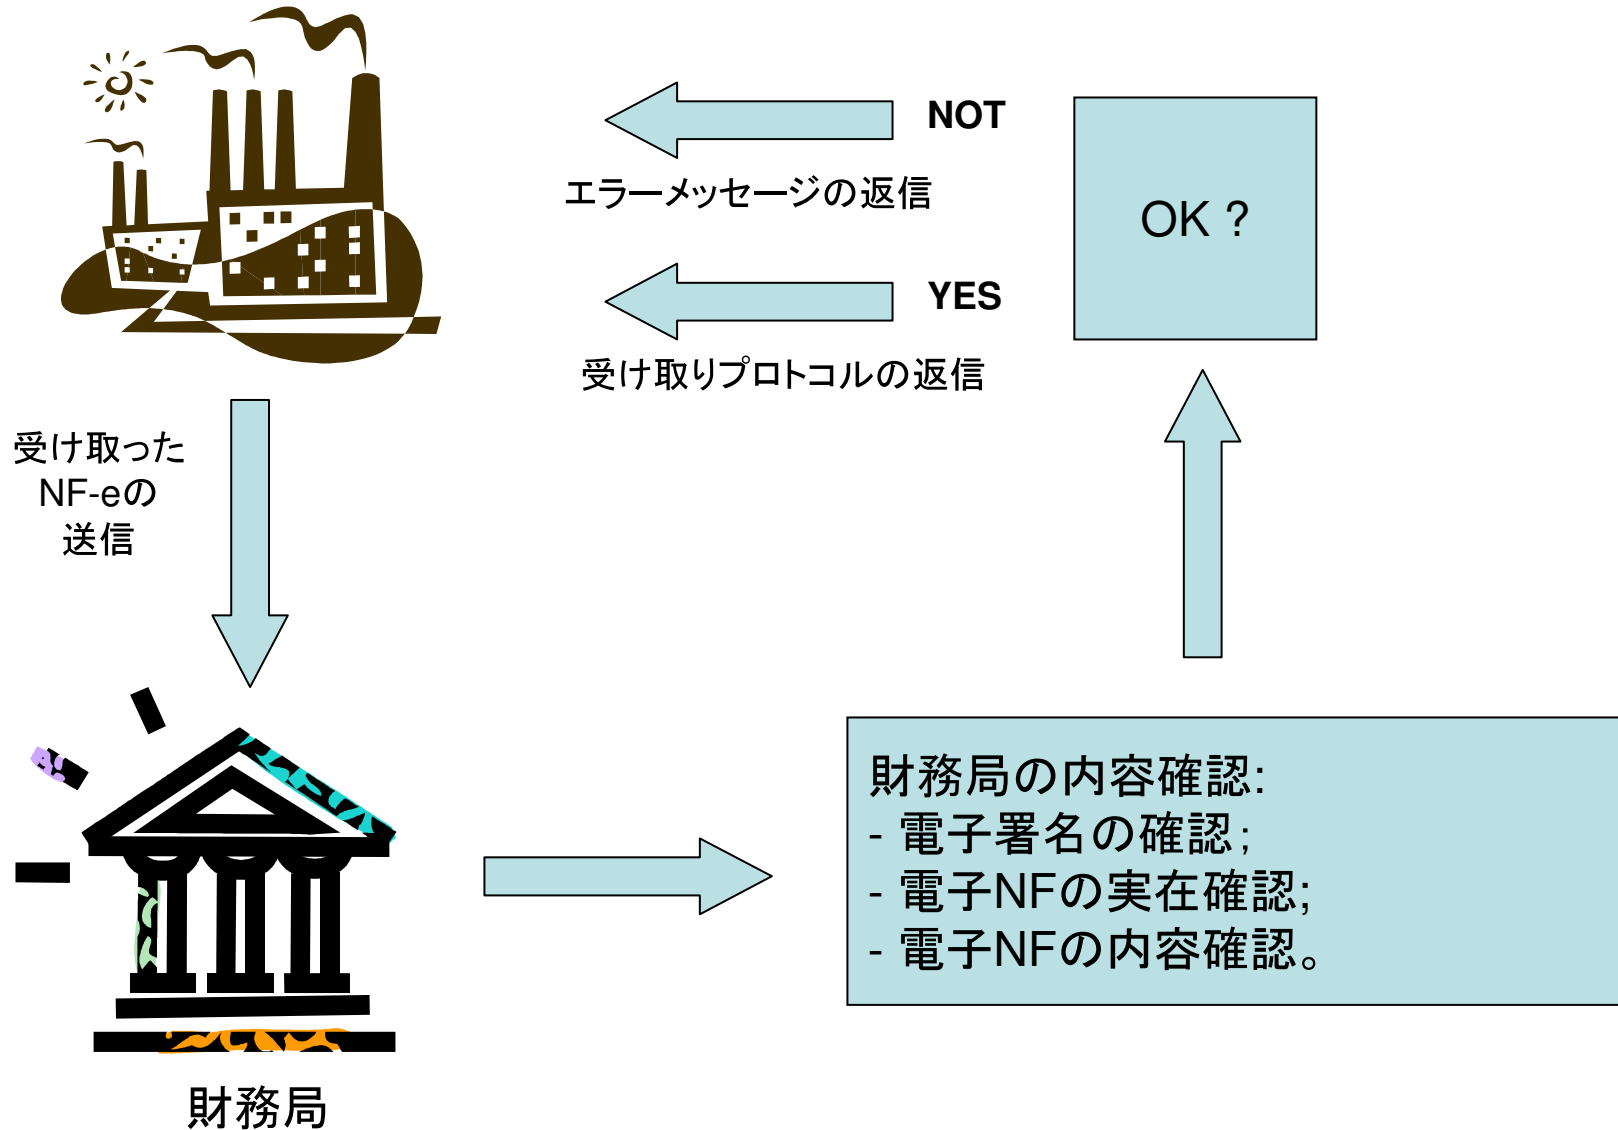 NOT
エラーメッセージの返信
OK ?
YES
受け取りプロトコルの返信
受け取った
NF-eの
送信
財務局の内容確認:
- 電子署名の確認;
- 電子NFの実在確認;
- 電子NFの内容確認。
財務局